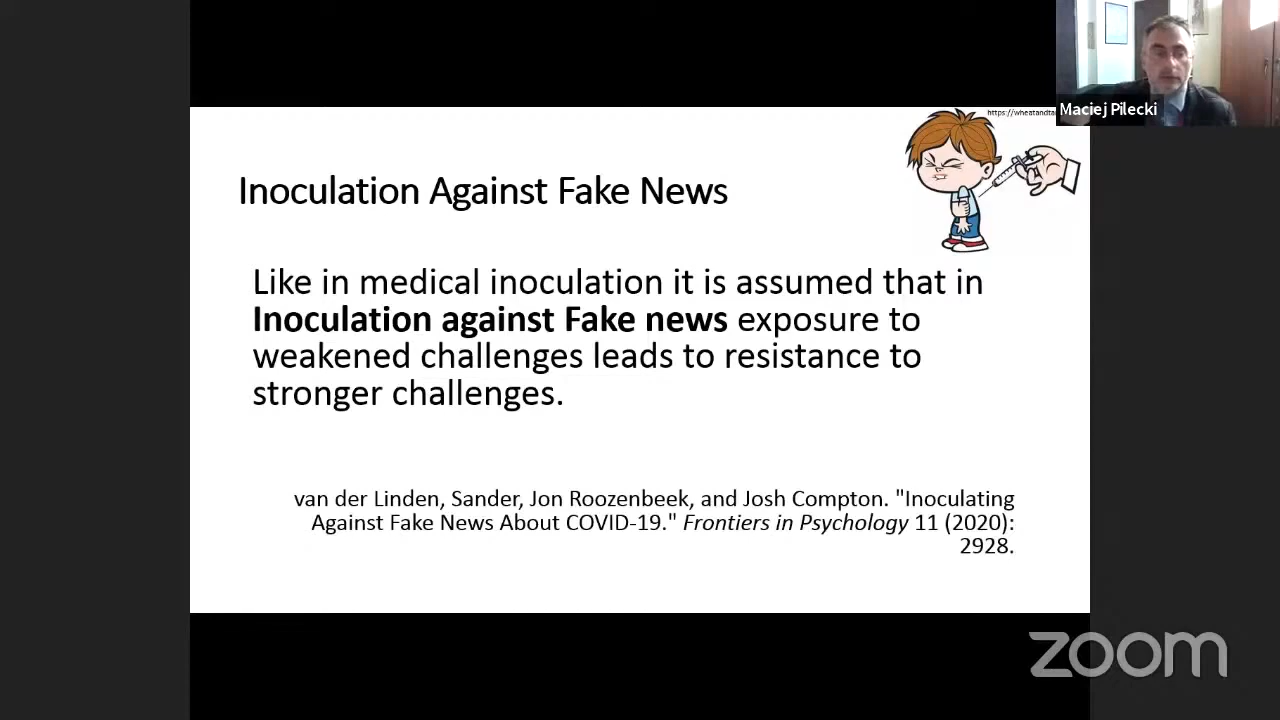 https://wheatandta
Maciej Pilecki
Inoculation Against Fake News
Like in medical inoculation it is assumed that in
Inoculation against Fake news exposure to
weakened challenges leads to resistance to
stronger challenges.
van der Linden, Sander, Jon Roozenbeek, and Josh Compton. "Inoculating
Against Fake News About COVID-19." Frontiers in Psychology 11 (2020):
2928.
zoom